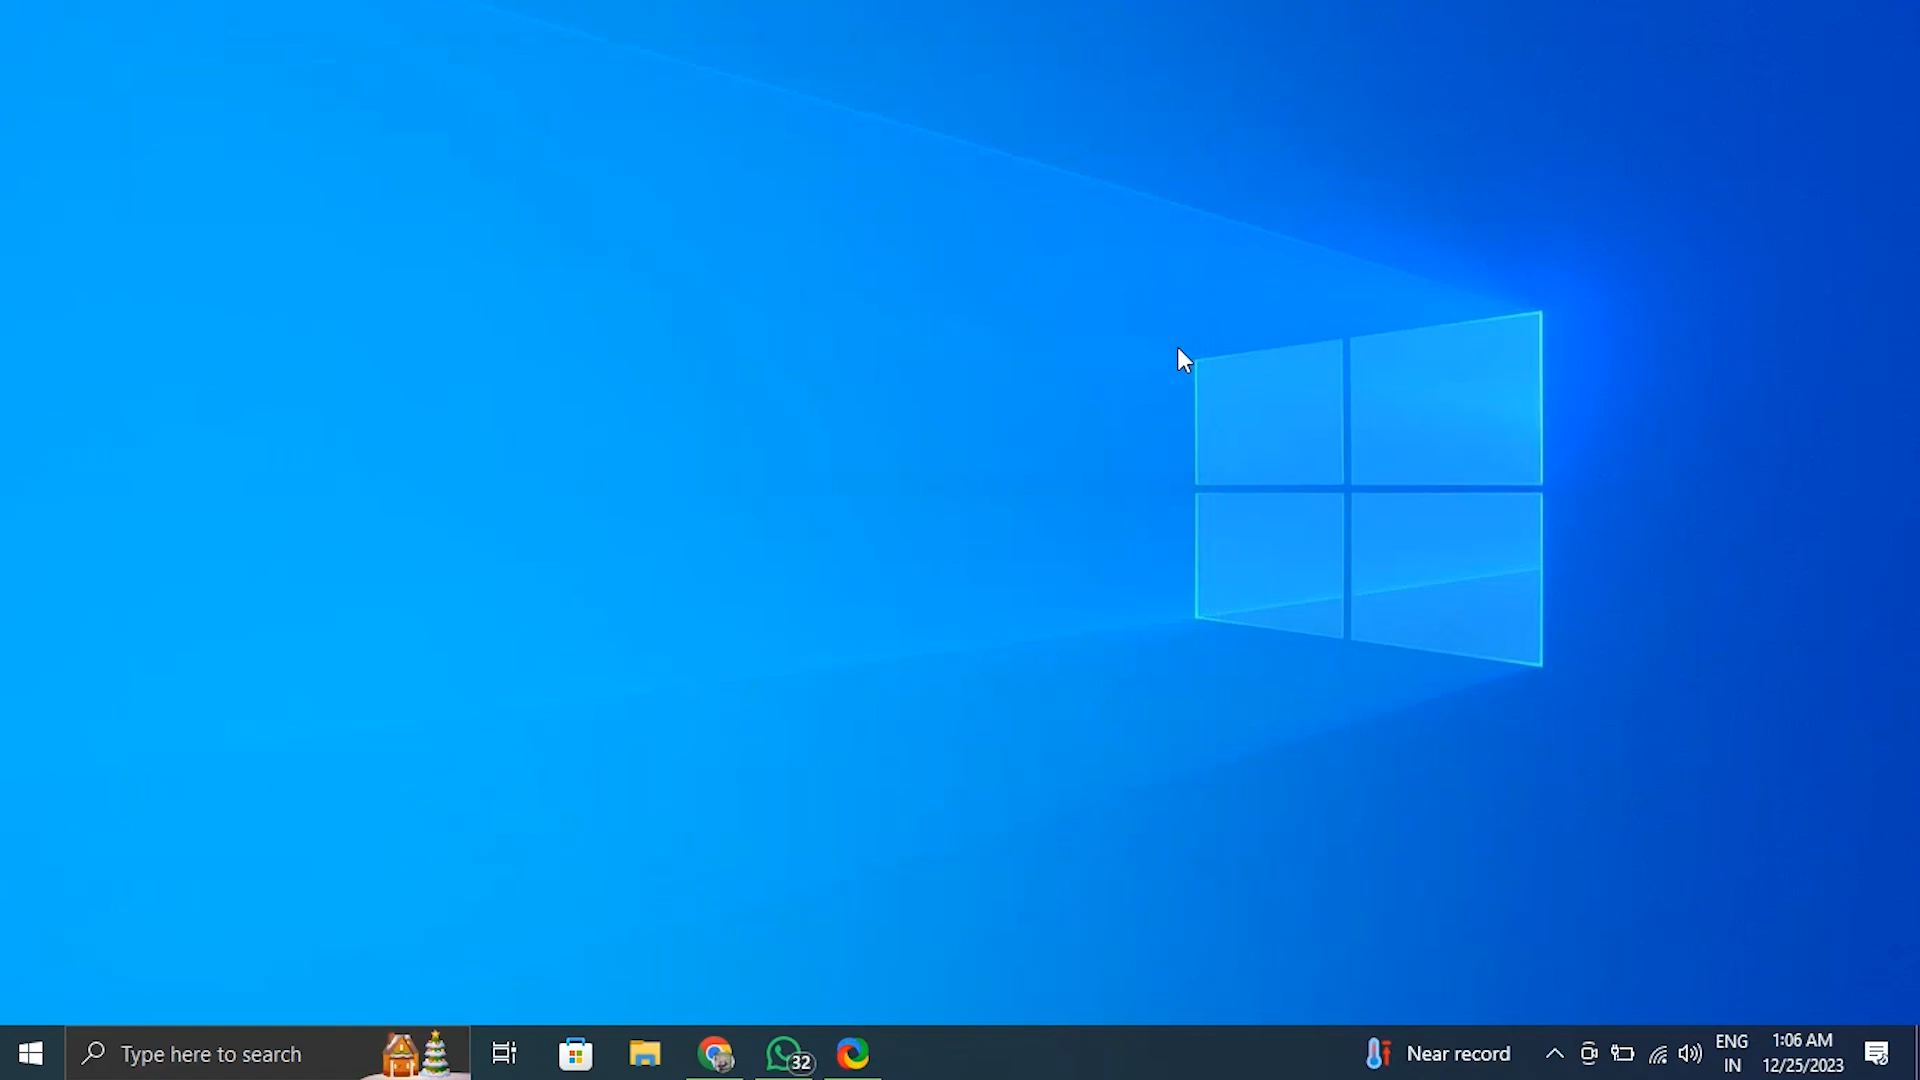 Type here to search
32
Near record
ENG
IN
1:06 AM
12/25/2023